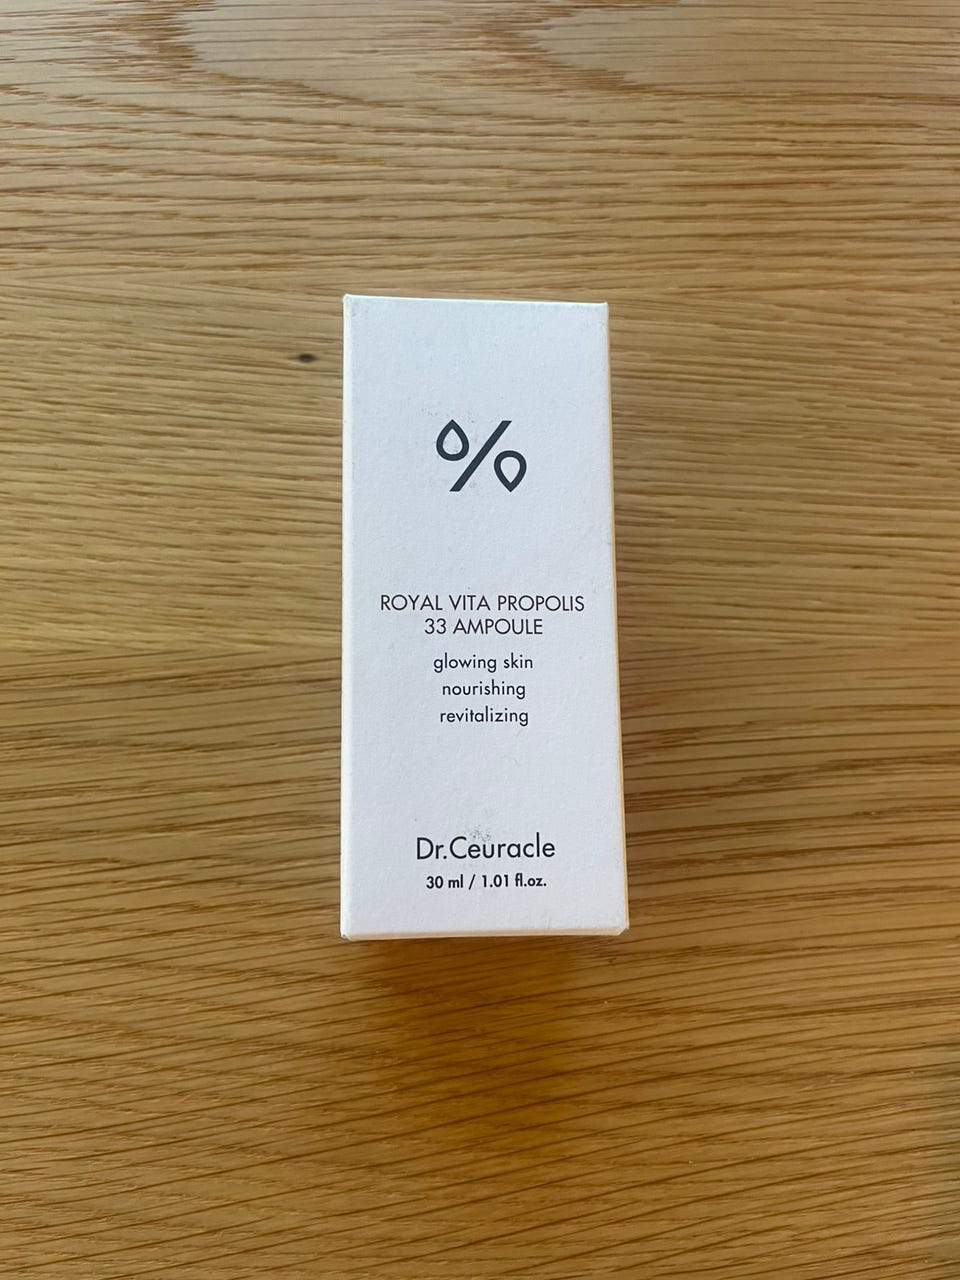 %
ROYAL VITA PROPOLIS
33 AMPOULE
glowing skin
nourishing
revitalizing
Dr.Ceuracle
30 ml / 1.01 fl.oz.